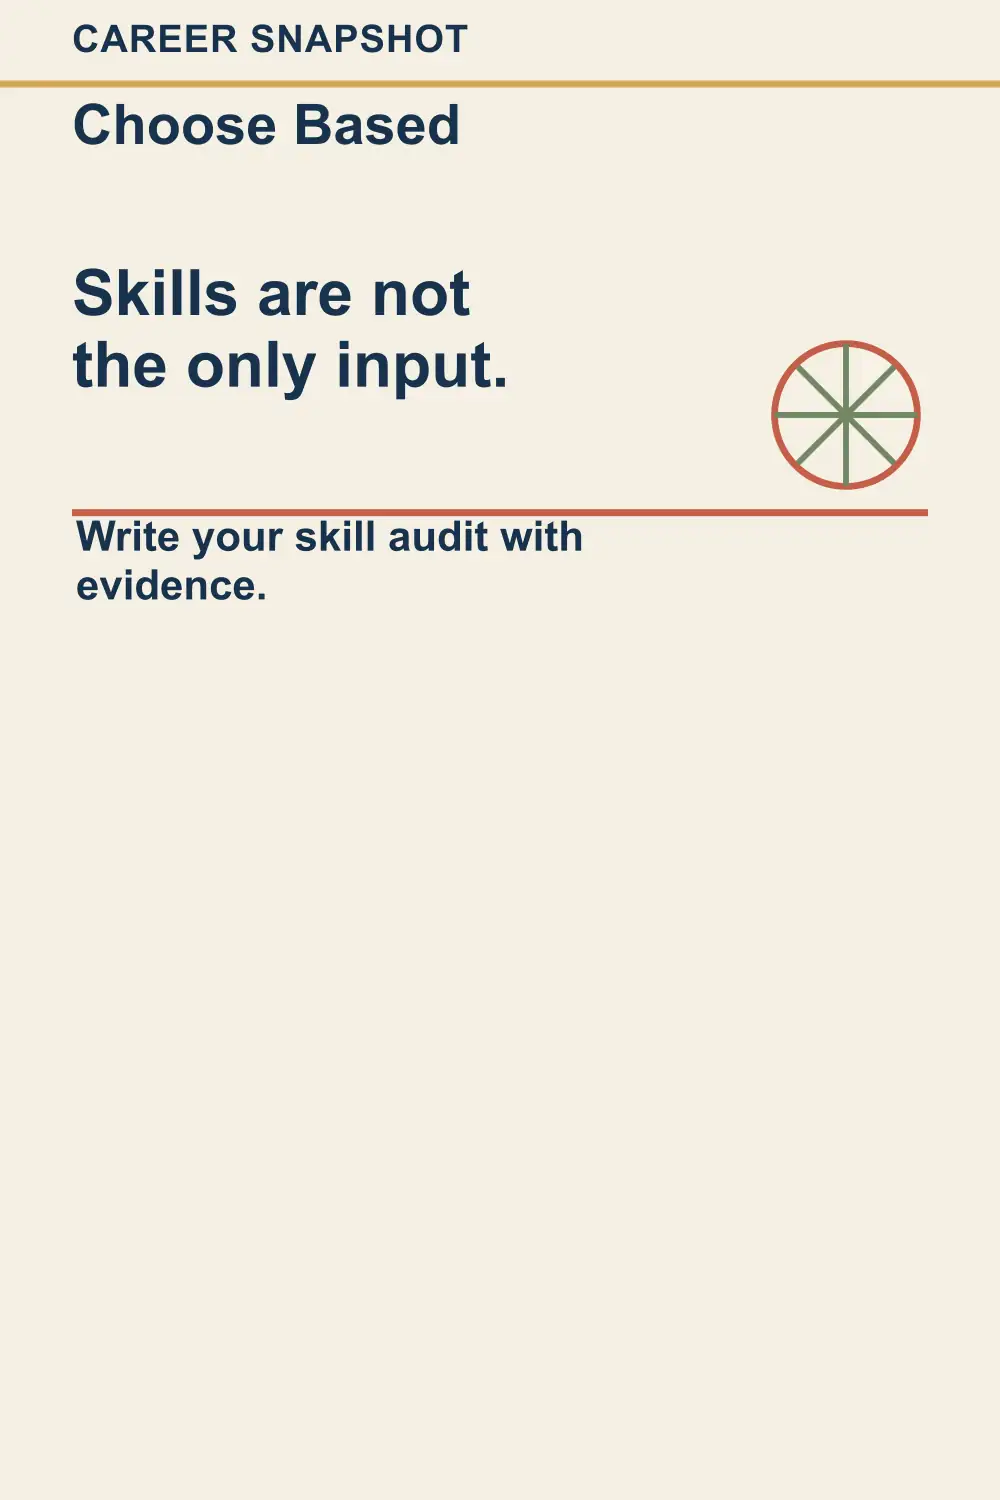 CAREER SNAPSHOT
Choose Based
Skills are not
the only input.
Write your skill audit with
evidence.